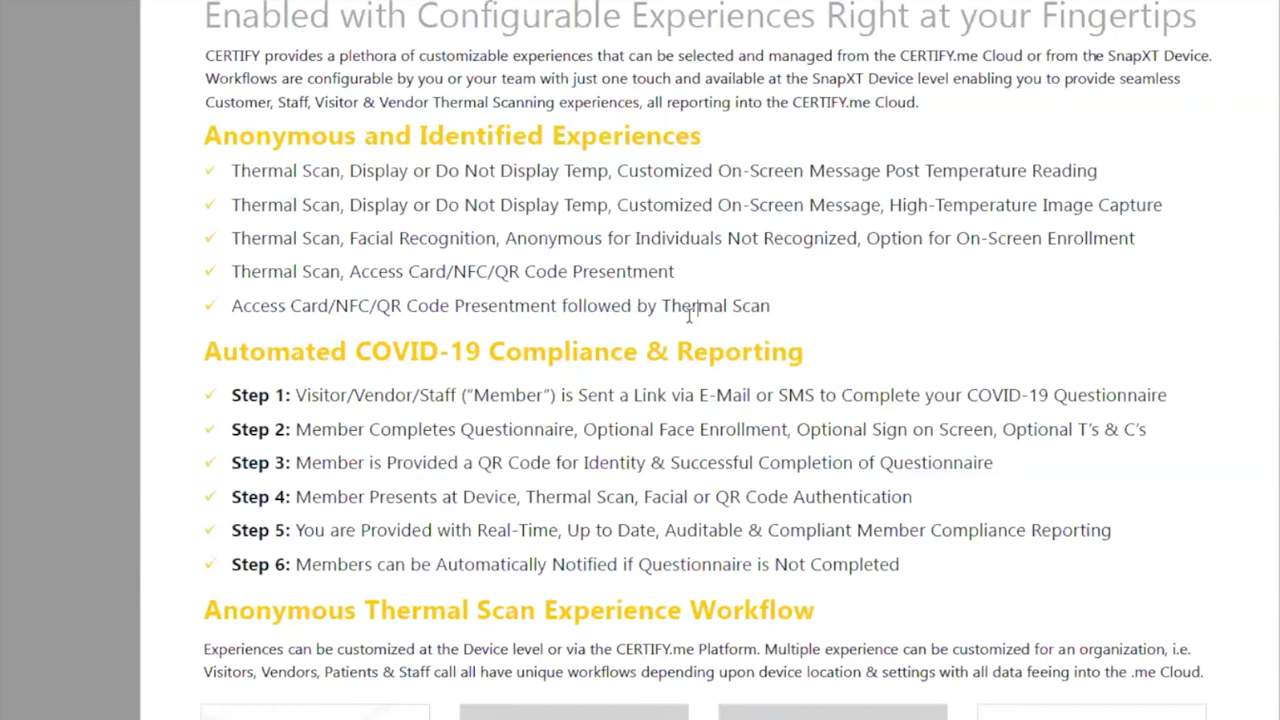 Enabled with Configurable Experiences Right at your Fingertips
CERTIFY provides a plethora of customizable experiences that can be selected and managed from the CERTIFY.me Cloud or from the SnapXT Device.
Workflows are configurable by you or your team with just one touch and available at the SnapXT Device level enabling you to provide seamless
Customer, Staff, Visitor & Vendor Thermal Scanning experiences, all reporting into the CERTIFY.me Cloud.
Anonymous and Identified Experiences
✓ Thermal Scan, Display or Do Not Display Temp, Customized On-Screen Message Post Temperature Reading
✓ Thermal Scan, Display or Do Not Display Temp, Customized On-Screen Message, High-Temperature Image Capture
✓ Thermal Scan, Facial Recognition, Anonymous for Individuals Not Recognized, Option for On-Screen Enrollment
✓ Thermal Scan, Access Card/NFC/QR Code Presentment
✓ Access Card/NFC/QR Code Presentment followed by Thermal Scan
Automated COVID-19 Compliance & Reporting
✓ Step 1: Visitor/Vendor/Staff (“Member”) is Sent a Link via E-Mail or SMS to Complete your COVID-19 Questionnaire
✓ Step 2: Member Completes Questionnaire, Optional Face Enrollment, Optional Sign on Screen, Optional T’s & C’s
✓ Step 3: Member is Provided a QR Code for Identity & Successful Completion of Questionnaire
✓ Step 4: Member Presents at Device, Thermal Scan, Facial or QR Code Authentication
✓ Step 5: You are Provided with Real-Time, Up to Date, Auditable & Compliant Member Compliance Reporting
✓ Step 6: Members can be Automatically Notified if Questionnaire is Not Completed
Anonymous Thermal Scan Experience Workflow
Experiences can be customized at the Device level or via the CERTIFY.me Platform. Multiple experience can be customized for an organization, i.e.
Visitors, Vendors, Patients & Staff call all have unique workflows depending upon device location & settings with all data feeing into the .me Cloud.